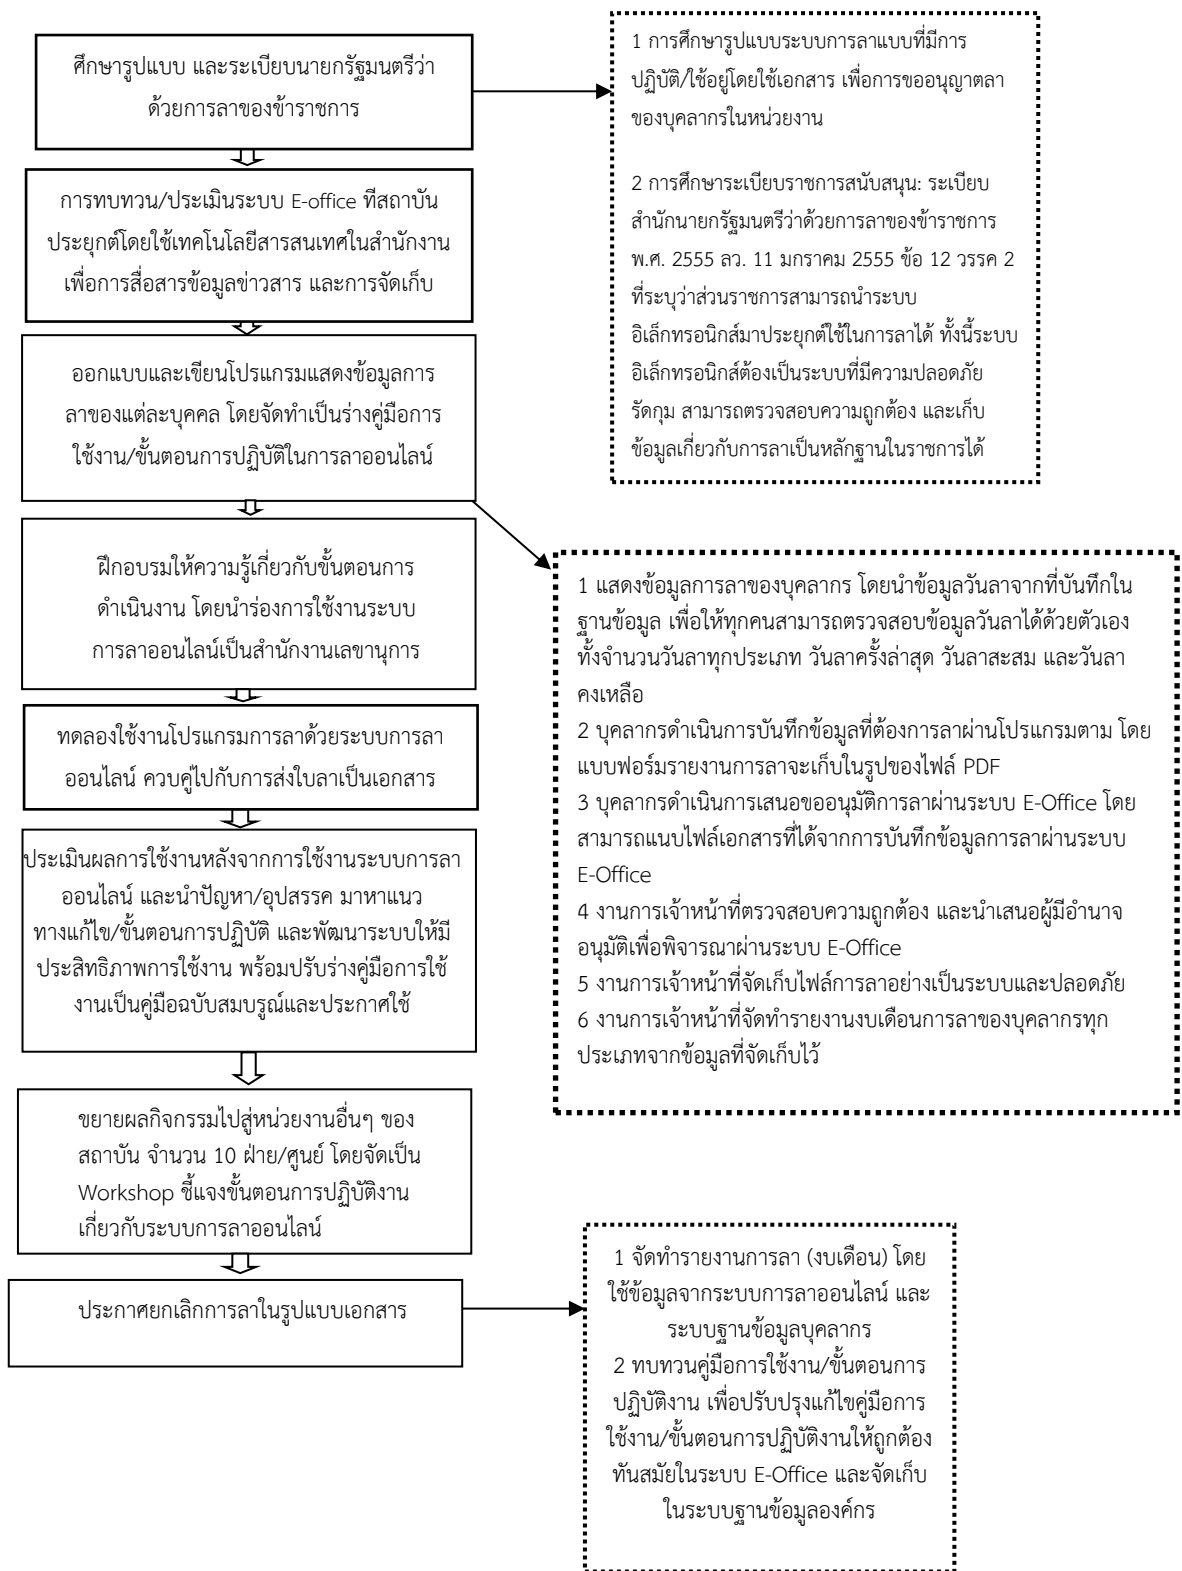 ศึกษารูปแบบ และระเบียบนายกรัฐมนตรีว่า
ด้วยการลาของข้าราชการ
1 การศึกษารูปแบบระบบการลาแบบที่มีการ
ปฏิบัติ/ใช้อยู่โดยใช้เอกสาร เพื่อการขออนุญาตลา
ของบุคลากรในหน่วยงาน
2 การศึกษาระเบียบราชการสนับสนุน: ระเบียบ
สำนักนายกรัฐมนตรีว่าด้วยการลาของข้าราชการ
พ.ศ. 2555 ลว. 11 มกราคม 2555 ข้อ 12 วรรค 2
ที่ระบุว่าส่วนราชการสามารถนำระบบ
อิเล็กทรอนิกส์มาประยุกต์ใช้ในการลาได้ ทั้งนี้ระบบ
อิเล็กทรอนิกส์ต้องเป็นระบบที่มีความปลอดภัย
รัดกุม สามารถตรวจสอบความถูกต้อง และเก็บ
ข้อมูลเกี่ยวกับการลาเป็นหลักฐานในราชการได้
การทบทวน/ประเมินระบบ E-office ทีสถาบัน
ประยุกต์โดยใช้เทคโนโลยีสารสนเทศในสำนักงาน
เพื่อการสื่อสารข้อมูลข่าวสาร และการจัดเก็บ
ออกแบบและเขียนโปรแกรมแสดงข้อมูลการ
ลาของแต่ละบุคคล โดยจัดทำเป็นร่างคู่มือการ
ใช้งาน/ขั้นตอนการปฏิบัติในการลาออนไลน์
1 แสดงข้อมูลการลาของบุคลากร โดยนำข้อมูลวันลาจากที่บันทึกใน
ฐานข้อมูล เพื่อให้ทุกคนสามารถตรวจสอบข้อมูลวันลาได้ด้วยตัวเอง
ทั้งจำนวนวันลาทุกประเภท วันลาครั้งล่าสุด วันลาสะสม และวันลา
คงเหลือ
2 บุคลากรดำเนินการบันทึกข้อมูลที่ต้องการลาผ่านโปรแกรมตาม โดย
แบบฟอร์มรายงานการลาจะเก็บในรูปของไฟล์ PDF
3 บุคลากรดำเนินการเสนอขออนุมัติการลาผ่านระบบ E-Office โดย
สามารถแนบไฟล์เอกสารที่ได้จากการบันทึกข้อมูลการลาผ่านระบบ
E-Office
4 งานการเจ้าหน้าที่ตรวจสอบความถูกต้อง และนำเสนอผู้มีอำนาจ
อนุมัติเพื่อพิจารณาผ่านระบบ E-Office
5 งานการเจ้าหน้าที่จัดเก็บไฟล์การลาอย่างเป็นระบบและปลอดภัย
6 งานการเจ้าหน้าที่จัดทำรายงานงบเดือนการลาของบุคลากรทุก
ประเภทจากข้อมูลที่จัดเก็บไว้
ฝึกอบรมให้ความรู้เกี่ยวกับขั้นตอนการ
ดำเนินงาน โดยนำร่องการใช้งานระบบ
การลาออนไลน์เป็นสำนักงานเลขานุการ
ทดลองใช้งานโปรแกรมการลาด้วยระบบการลา
ออนไลน์ ควบคู่ไปกับการส่งใบลาเป็นเอกสาร
ประเมินผลการใช้งานหลังจากการใช้งานระบบการลา
ออนไลน์ และนำปัญหา/อุปสรรค มาหาแนว
ทางแก้ไข/ขั้นตอนการปฏิบัติ และพัฒนาระบบให้มี
ประสิทธิภาพการใช้งาน พร้อมปรับร่างคู่มือการใช้
งานเป็นคู่มือฉบับสมบรูณ์และประกาศใช้
ขยายผลกิจกรรมไปสู่หน่วยงานอื่นๆ ของ
สถาบัน จำนวน 10 ฝ่าย/ศูนย์ โดยจัดเป็น
Workshop ชี้แจงขั้นตอนการปฏิบัติงาน
เกี่ยวกับระบบการลาออนไลน์
ประกาศยกเลิกการลาในรูปแบบเอกสาร
1 จัดทำรายงานการลา (งบเดือน) โดย
ใช้ข้อมูลจากระบบการลาออนไลน์ และ
ระบบฐานข้อมูลบุคลากร
2 ทบทวนคู่มือการใช้งาน/ขั้นตอนการ
ปฏิบัติงาน เพื่อปรับปรุงแก้ไขคู่มือการ
ใช้งาน/ขั้นตอนการปฏิบัติงานให้ถูกต้อง
ทันสมัยในระบบ E-Office และจัดเก็บ
ในระบบฐานข้อมูลองค์กร